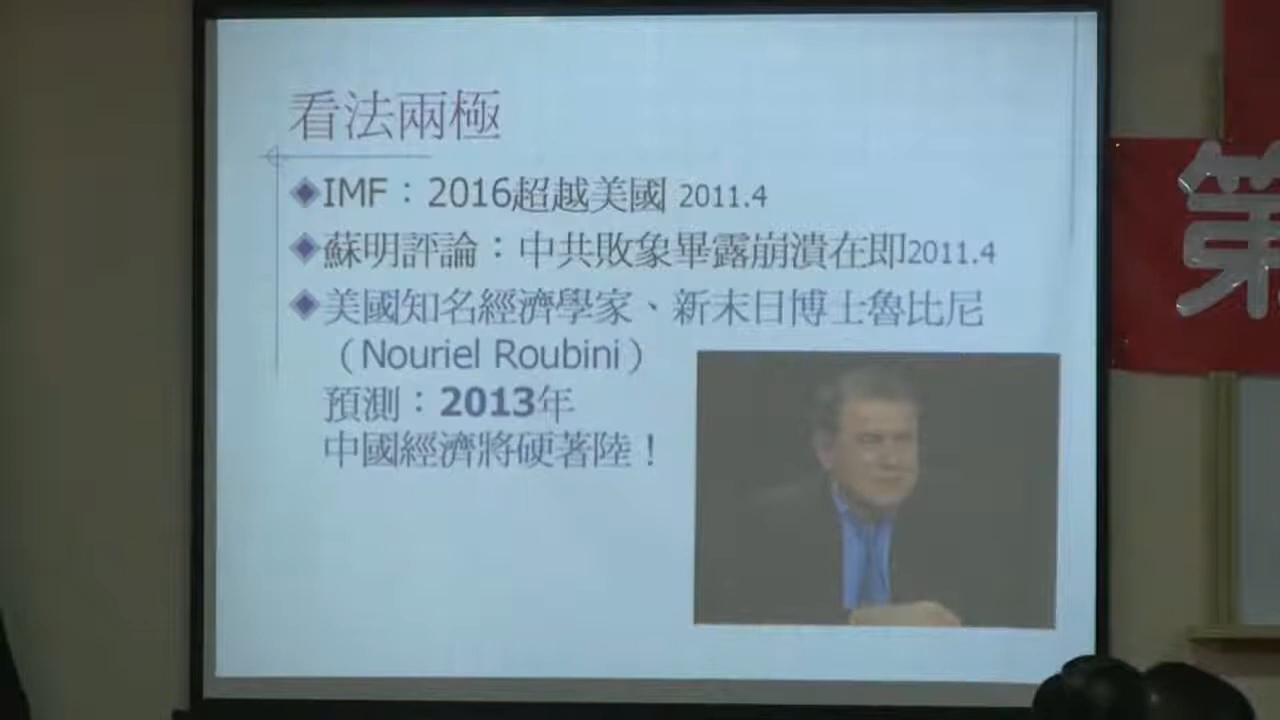 看法兩極
◆IMF：2016超越美國 2011.4
◆蘇明評論：中共敗象畢露崩潰在即2011.4
◆美國知名經濟學家、新末日博士魯比尼
（Nouriel Roubini）
預測：2013年
中國經濟將硬著陸！
第